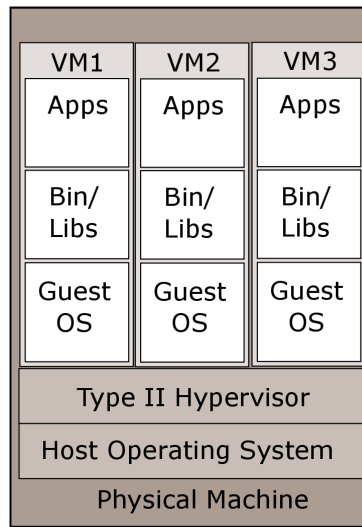 VM1
Apps
Bin/
Libs
Guest
OS
VM2
Apps
Bin/
Libs
Guest
OS
VM3
Apps
Bin/
Libs
Guest
OS
Type II Hypervisor
Host Operating System
Physical Machine